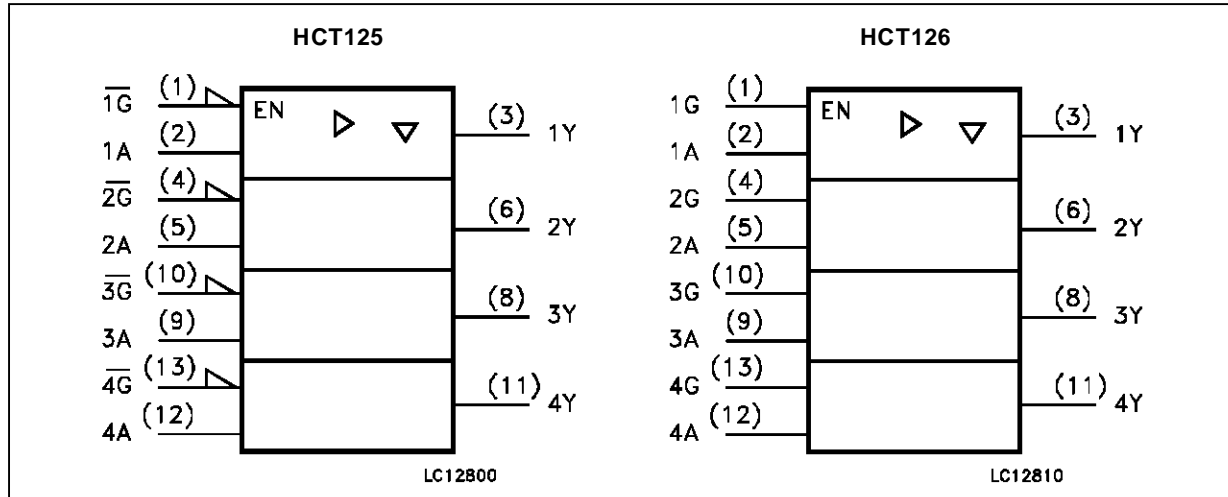 HCT125
1G̅ (1)
EN
(3) 1Y
1A (2)
2G̅ (4)
(6) 2Y
2A (5)
3G̅ (10)
(8) 3Y
3A (9)
4G̅ (13)
(11) 4Y
4A (12)
LC12800
HCT126
1G (1)
EN
(3) 1Y
1A (2)
2G (4)
(6) 2Y
2A (5)
3G (10)
(8) 3Y
3A (9)
4G (13)
(11) 4Y
4A (12)
LC12810